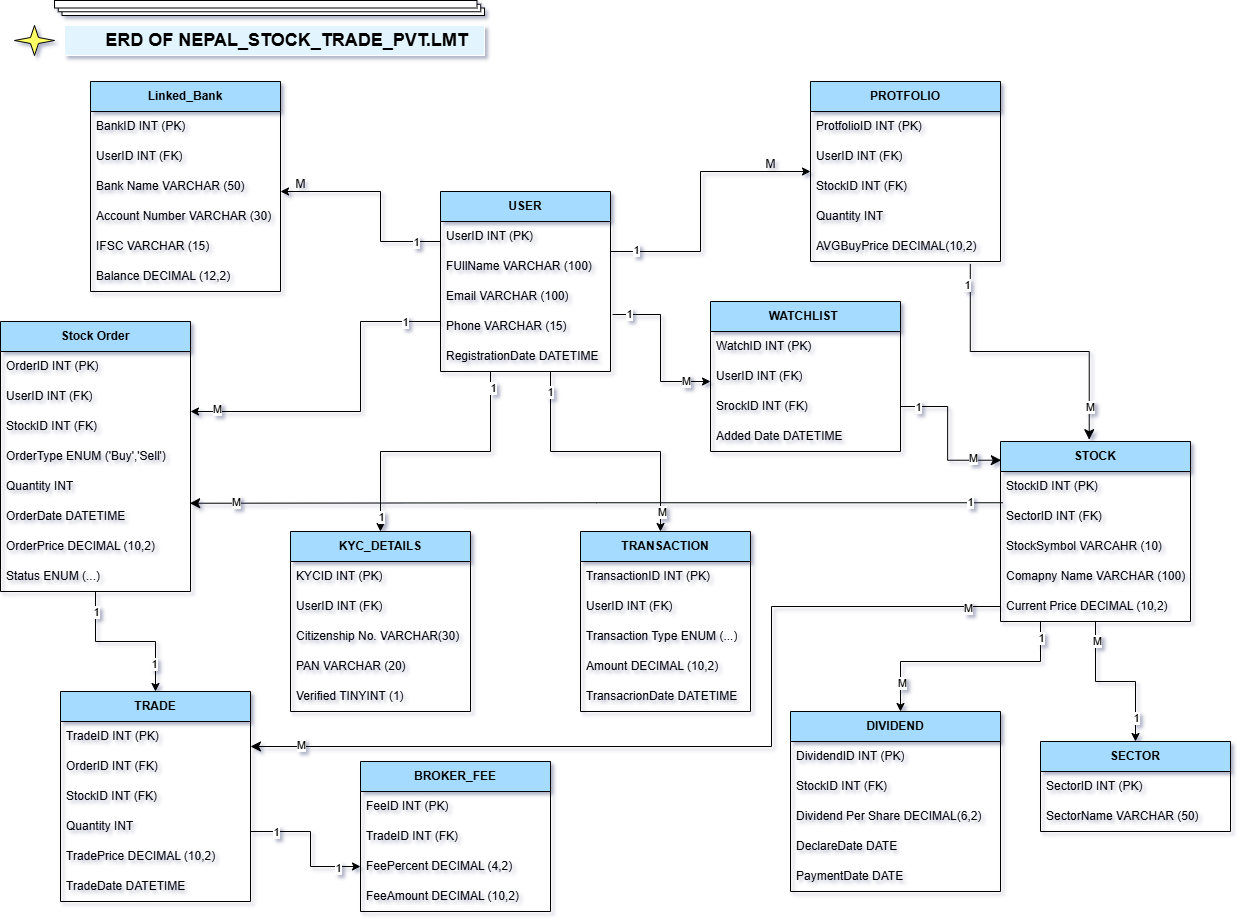 ERD OF NEPAL_STOCK_TRADE_PVT.LMT
Linked_Bank
BankID INT (PK)
UserID INT (FK)
Bank Name VARCHAR (50)
Account Number VARCHAR (30)
IFSC VARCHAR (15)
Balance DECIMAL (12,2)
M
1
USER
UserID INT (PK)
FUllName VARCHAR (100)
Email VARCHAR (100)
Phone VARCHAR (15)
RegistrationDate DATETIME
1
M
PROTFOLIO
ProtfolioID INT (PK)
UserID INT (FK)
StockID INT (FK)
Quantity INT
AVGBuyPrice DECIMAL(10,2)
1
M
1
M
WATCHLIST
WatchID INT (PK)
UserID INT (FK)
SrockID INT (FK)
Added Date DATETIME
1
M
Stock Order
OrderID INT (PK)
UserID INT (FK)
StockID INT (FK)
OrderType ENUM ('Buy','Sell')
Quantity INT
OrderDate DATETIME
OrderPrice DECIMAL (10,2)
Status ENUM (...)
1
M
M
1
STOCK
StockID INT (PK)
SectorID INT (FK)
StockSymbol VARCAHR (10)
Comapny Name VARCHAR (100)
Current Price DECIMAL (10,2)
1
1
KYC_DETAILS
KYCID INT (PK)
UserID INT (FK)
Citizenship No. VARCHAR(30)
PAN VARCHAR (20)
Verified TINYINT (1)
1
M
TRANSACTION
TransactionID INT (PK)
UserID INT (FK)
Transaction Type ENUM (...)
Amount DECIMAL (10,2)
TransacrionDate DATETIME
1
1
TRADE
TradeID INT (PK)
OrderID INT (FK)
StockID INT (FK)
Quantity INT
TradePrice DECIMAL (10,2)
TradeDate DATETIME
M
M
1
1
BROKER_FEE
FeeID INT (PK)
TradeID INT (FK)
FeePercent DECIMAL (4,2)
FeeAmount DECIMAL (10,2)
1
M
DIVIDEND
DividendID INT (PK)
StockID INT (FK)
Dividend Per Share DECIMAL(6,2)
DeclareDate DATE
PaymentDate DATE
M
1
SECTOR
SectorID INT (PK)
SectorName VARCHAR (50)